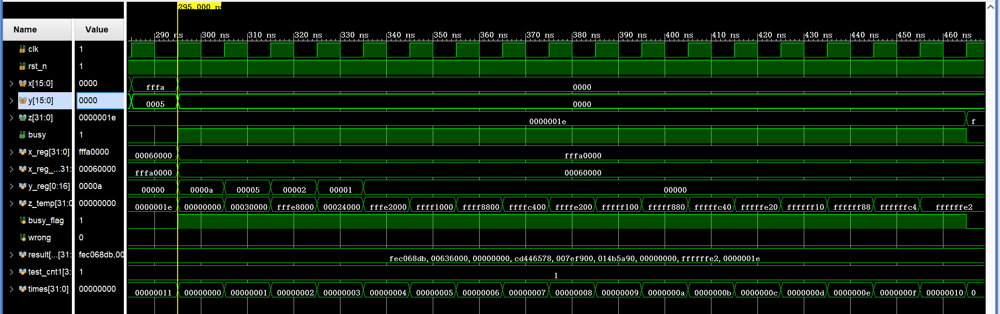 295.000 ns
Name Value
290 ns 300 ns 310 ns 320 ns 330 ns 340 ns 350 ns 360 ns 370 ns 380 ns 390 ns 400 ns 410 ns 420 ns 430 ns 440 ns 450 ns 460 ns
clk 1
rst_n 1
x[15:0] 0000 fffa 0000
y[15:0] 0000 0005 0000
z[31:0] 0000001e 0000001e f
busy 1
x_reg[31:0] fffa0000 00060000 fffa0000
x_reg_...31: 00060000 fffa0000 00060000
y_reg[0:16] 0000a 00000 0000a 00005 00002 00001 00000
z_temp[31:0 00000000 0000001e 00000000 00030000 fffe8000 00024000 fffe2000 ffff1000 ffff8800 ffffc400 ffffe200 fffff100 fffff880 fffffc40 fffffe20 ffffff10 ffffff88 ffffffc4 ffffffe2
busy_flag 1
wrong 0
result[...[31: fec068db,00 fec068db,00636000,00000000,cd446578,007ef900,014b5a90,00000000,ffffffe2,0000001e
test_cnt1[3: 1 1
times[31:0] 00000000 00000011 00000000 00000001 00000002 00000003 00000004 00000005 00000006 00000007 00000008 00000009 0000000a 0000000b 0000000c 0000000d 0000000e 0000000f 00000010 0